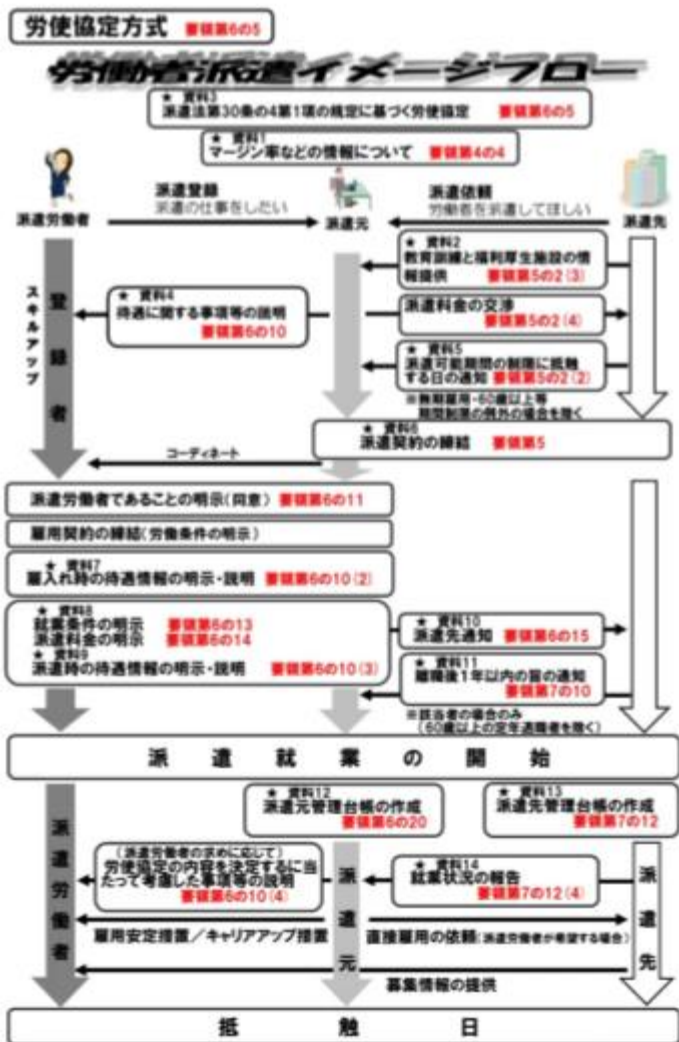 労使協定方式 要領第6の5
労働者派遣イメージフロー
★ 資料3
派遣法第30条の4第1項の規定に基づく労使協定 要領第6の5
★ 資料1
マージン率などの情報について 要領第4の4
派遣登録
派遣の仕事をしたい
派遣依頼
労働者を派遣してほしい
派遣労働者
派遣元
派遣先
★ 資料2
教育訓練と福利厚生施設の情
報提供 要領第5の2(3)
スキルアップ
登録者
★ 資料4
待遇に関する事項等の説明
要領第6の10
派遣料金の交渉
要領第5の2(4)
★ 資料5
派遣可能期間の制限に抵触
する日の通知 要領第5の2(2)
※無期雇用・60歳以上等
期間制限の例外の場合を除く
★ 資料6
派遣契約の締結 要領第5
コーディネート
派遣労働者であることの明示(同意) 要領第6の11
雇用契約の締結(労働条件の明示)
★ 資料7
雇入れ時の待遇情報の明示・説明 要領第6の10(2)
★ 資料8
就業条件の明示 要領第6の13
派遣料金の明示 要領第6の14
★ 資料9
派遣時の待遇情報の明示・説明 要領第6の10(3)
★ 資料10
派遣先通知 要領第6の15
★ 資料11
離職後1年以内の旨の通知
要領第7の10
※該当者の場合のみ
(60歳以上の定年退職者を除く)
派遣就業の開始
★ 資料12
派遣元管理台帳の作成
要領第6の20
★ 資料13
派遣先管理台帳の作成
要領第7の12
派遣労働者
(派遣労働者の求めに応じて)
労使協定の内容を決定するに当
たって考慮した事項等の説明
要領第6の10(4)
派遣元
★ 資料14
就業状況の報告
要領第7の12(4)
派遣先
雇用安定措置／キャリアアップ措置
直接雇用の依頼(派遣労働者が希望する場合)
募集情報の提供
抵触日